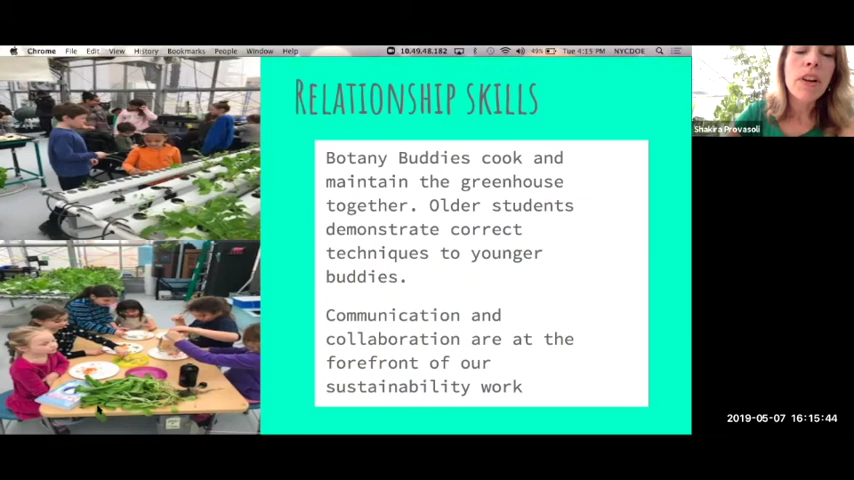 Chrome File Edit View History Bookmarks People Window Help
10.49.48.182 49% Tue 4:15 PM NYCDOE
RELATIONSHIP SKILLS
Botany Buddies cook and
maintain the greenhouse
together. Older students
demonstrate correct
techniques to younger
buddies.
Communication and
collaboration are at the
forefront of our
sustainability work
Shakira Provasoli
2019-05-07 16:15:44